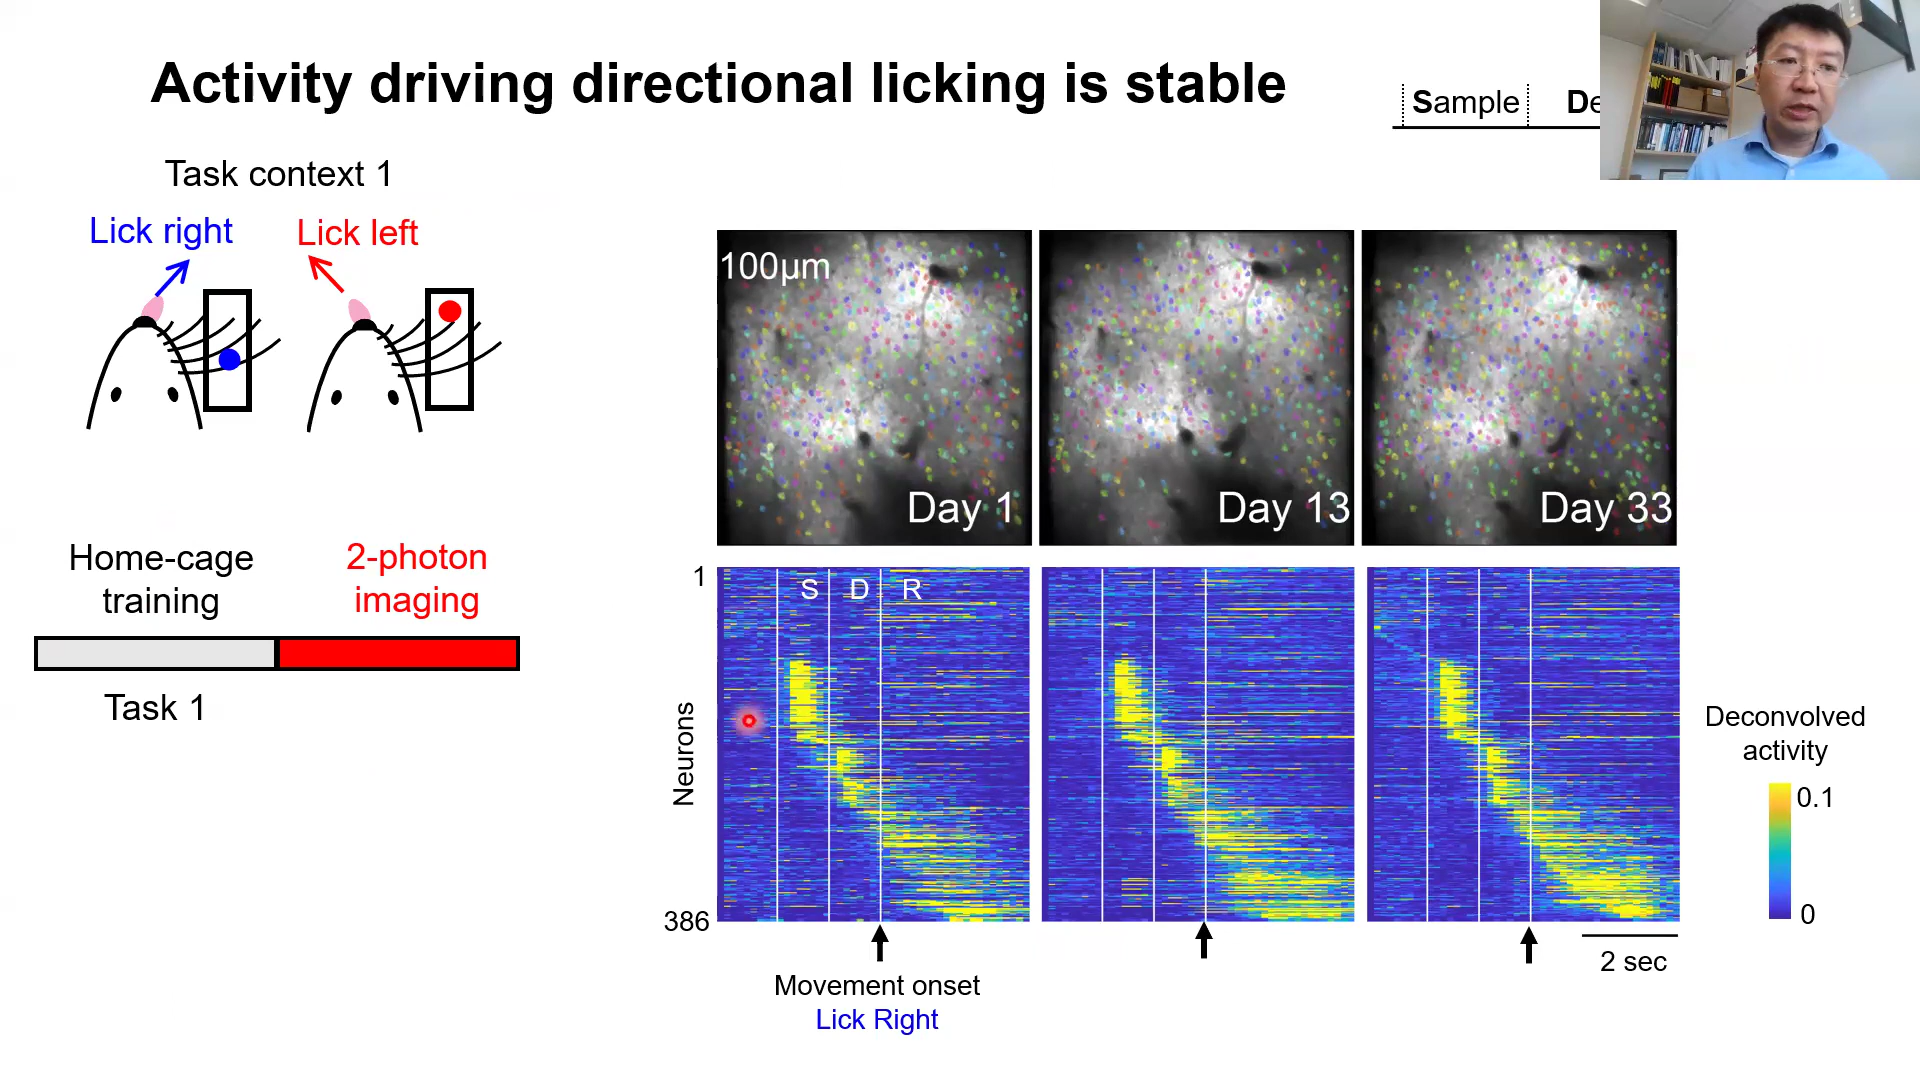 Activity driving directional licking is stable
Sample
Task context 1
Lick right
Lick left
100µm
Day 1
Day 13
Day 33
Home-cage
training
2-photon
imaging
Task 1
1
S D R
Neurons
386
Deconvolved
activity
0.1
0
2 sec
Movement onset
Lick Right